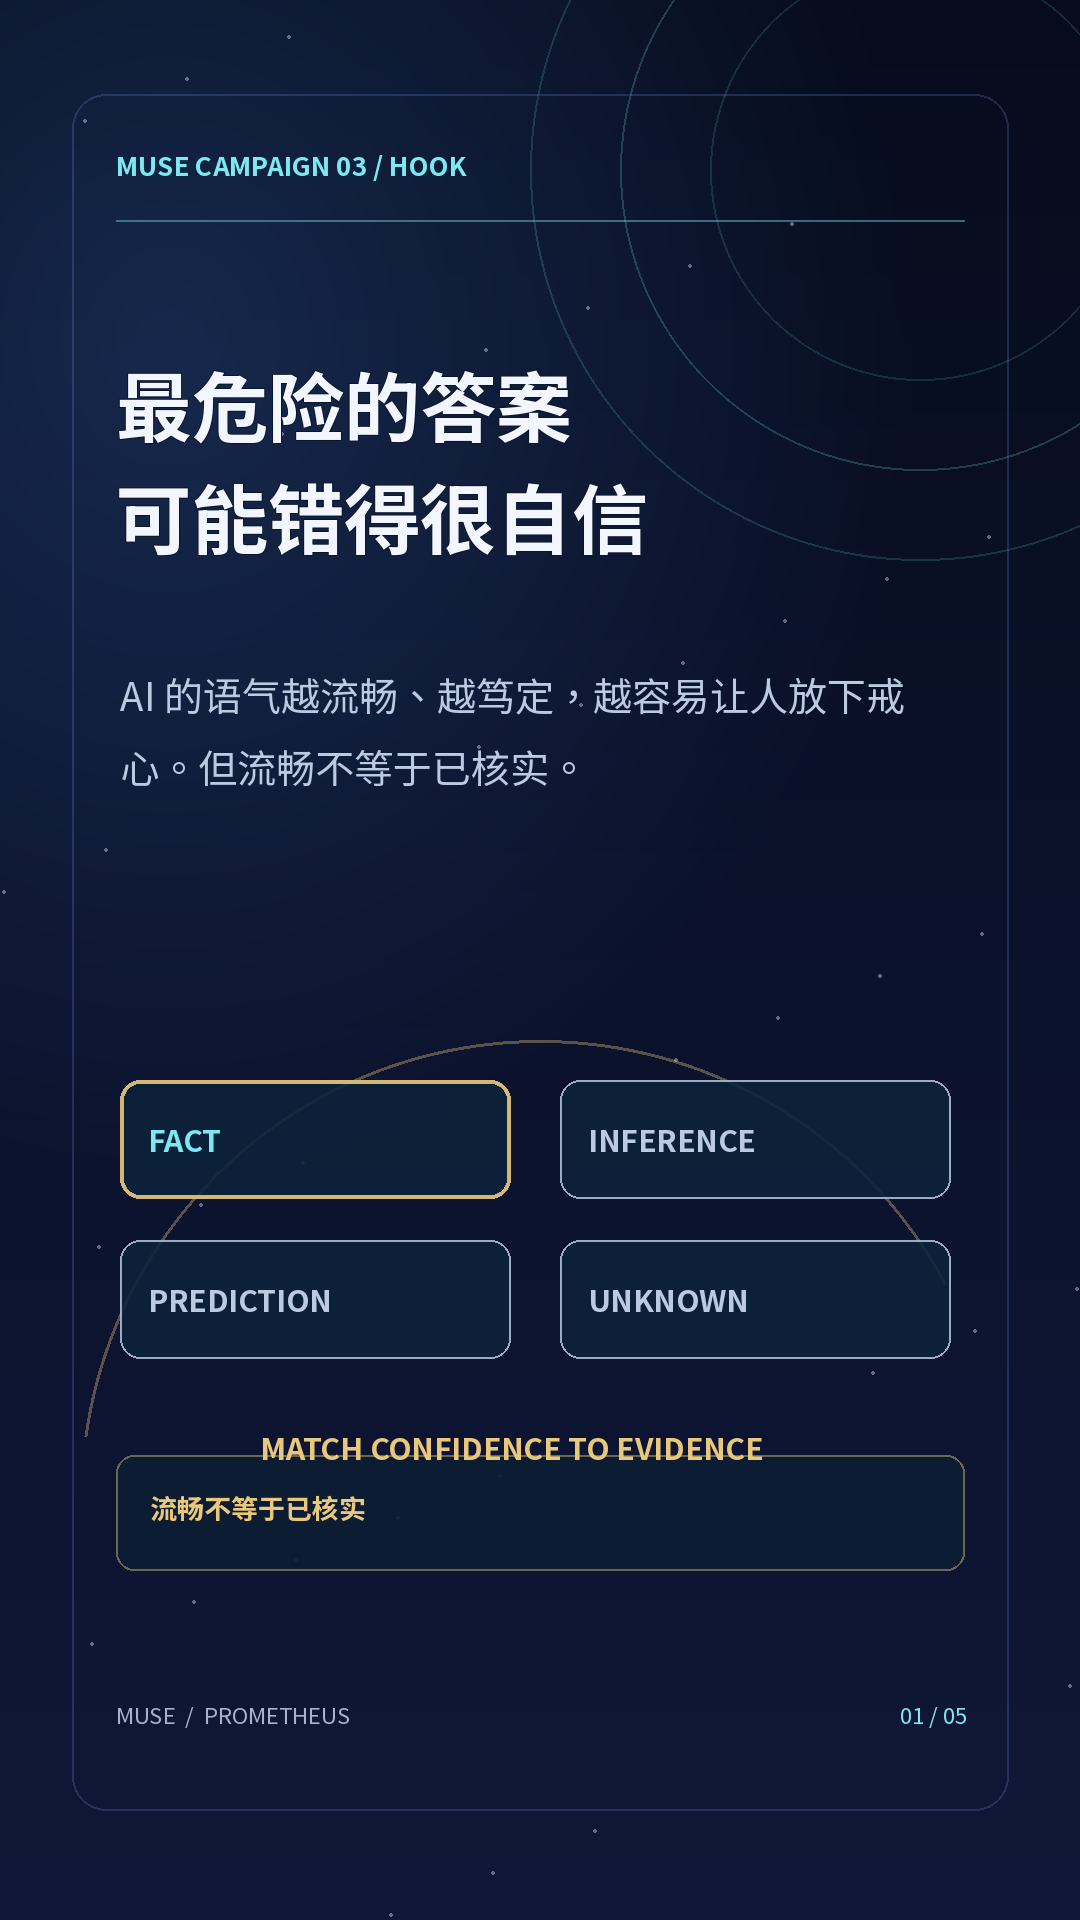 MUSE CAMPAIGN 03 / HOOK
最危险的答案
可能错得很自信
AI 的语气越流畅、越笃定，越容易让人放下戒
心。但流畅不等于已核实。
FACT
INFERENCE
PREDICTION
UNKNOWN
MATCH CONFIDENCE TO EVIDENCE
流畅不等于已核实
MUSE / PROMETHEUS
01 / 05